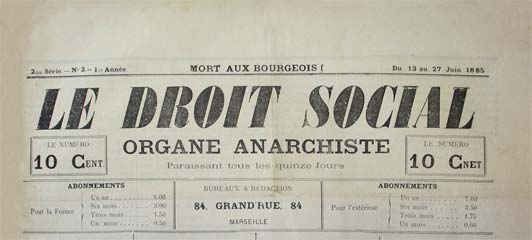 2me Série. – No 2. – 1re Année. MORT AUX BOURGEOIS! Du 13 au 27 Juin 1885
LE DROIT SOCIAL
ORGANE ANARCHISTE
Paraissant tous les quinze Jours
LE NUMÉRO
10 CENT.
LE NUMÉRO
10 CNET.
ABONNEMENTS
Pour la France
Un an 6.00
Six mois 3.00
Trois mois 1.50
Un mois 0.50
BUREAUX & RÉDACTION
84, GRAND'RUE, 84
MARSEILLE
ABONNEMENTS
Pour l'extérieur
Un an 7.00
Six mois 3.50
Trois mois 1.75
Un mois 0.60